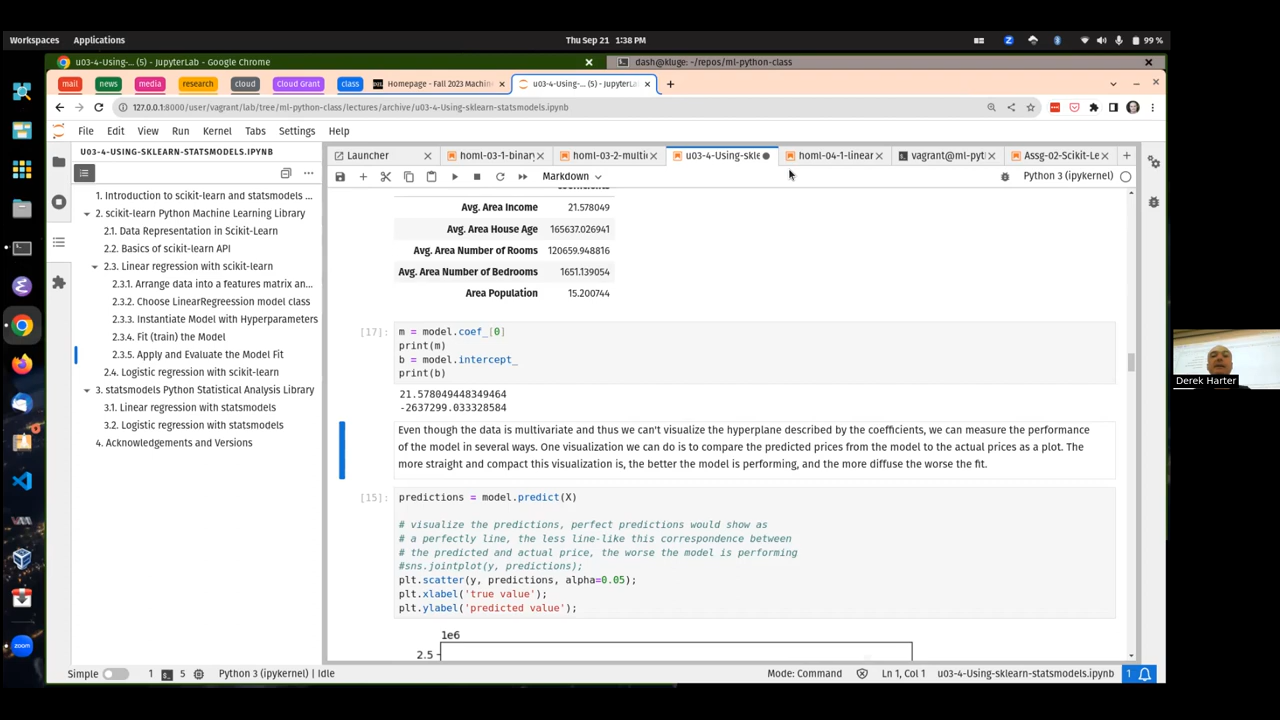 Workspaces Applications Thu Sep 21 1:38 PM 99 %
u03-4-Using-... (5) - JupyterLab - Google Chrome dash@kluge: ~/repos/ml-python-class
mail news media research cloud Cloud Grant class Homepage - Fall 2023 Machin u03-4-Using-... (5) - JupyterLa
127.0.0.1:8000/user/vagrant/lab/tree/ml-python-class/lectures/archive/u03-4-Using-sklearn-statsmodels.ipynb
File Edit View Run Kernel Tabs Settings Help
U03-4-USING-SKLEARN-STATSMODELS.IPYNB
Launcher homl-03-1-binary homl-03-2-multic u03-4-Using-skle homl-04-1-linear vagrant@ml-pyt Assg-02-Scikit-Le
Markdown Python 3 (ipykernel)
1. Introduction to scikit-learn and statsmodels ...
2. scikit-learn Python Machine Learning Library
2.1. Data Representation in Scikit-Learn
2.2. Basics of scikit-learn API
2.3. Linear regression with scikit-learn
2.3.1. Arrange data into a features matrix an...
2.3.2. Choose LinearRegreession model class
2.3.3. Instantiate Model with Hyperparameters
2.3.4. Fit (train) the Model
2.3.5. Apply and Evaluate the Model Fit
2.4. Logistic regression with scikit-learn
3. statsmodels Python Statistical Analysis Library
3.1. Linear regression with statsmodels
3.2. Logistic regression with statsmodels
4. Acknowledgements and Versions
Avg. Area Income 21.578049
Avg. Area House Age 165637.026941
Avg. Area Number of Rooms 120659.948816
Avg. Area Number of Bedrooms 1651.139054
Area Population 15.200744
[17]: m = model.coef_[0]
print(m)
b = model.intercept_
print(b)
21.578049448349464
-2637299.033328584
Even though the data is multivariate and thus we can't visualize the hyperplane described by the coefficients, we can measure the performance
of the model in several ways. One visualization we can do is to compare the predicted prices from the model to the actual prices as a plot. The
more straight and compact this visualization is, the better the model is performing, and the more diffuse the worse the fit.
[15]: predictions = model.predict(X)
# visualize the predictions, perfect predictions would show as
# a perfectly line, the less line-like this correspondence between
# the predicted and actual price, the worse the model is performing
#sns.jointplot(y, predictions);
plt.scatter(y, predictions, alpha=0.05);
plt.xlabel('true value');
plt.ylabel('predicted value');
1e6
2.5
Simple 1 5 Python 3 (ipykernel) | Idle Mode: Command Ln 1, Col 1 u03-4-Using-sklearn-statsmodels.ipynb 1
zoom
Derek Harter